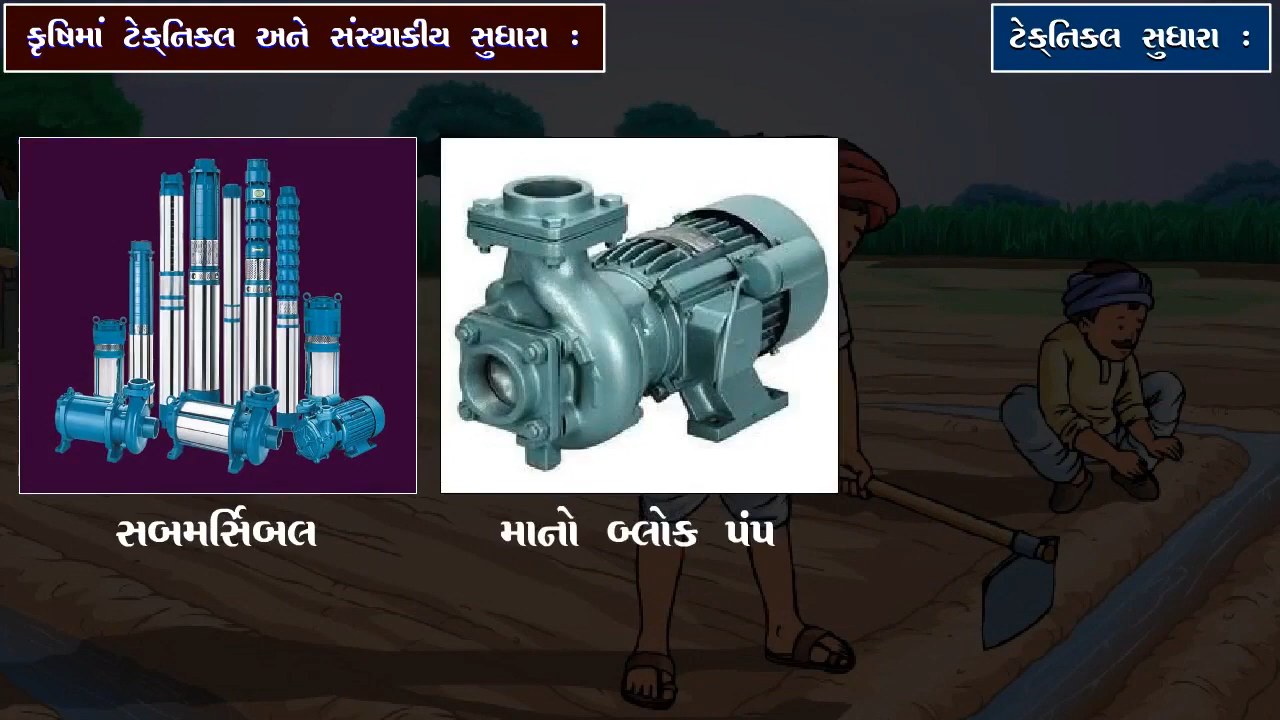 કૃષિમાં ટેક્નિકલ અને સંસ્થાકીય સુધારા :
ટેક્નિકલ સુધારા :
સબમર્સિબલ
માનો બ્લોક પંપ